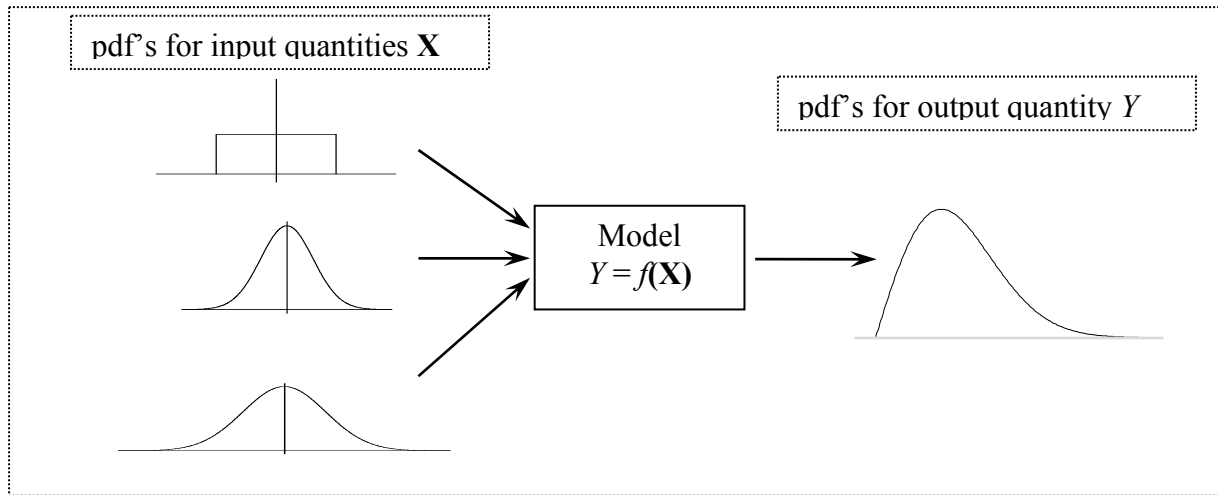 pdf's for input quantities X
pdf's for output quantity Y
Model
Y = f(X)